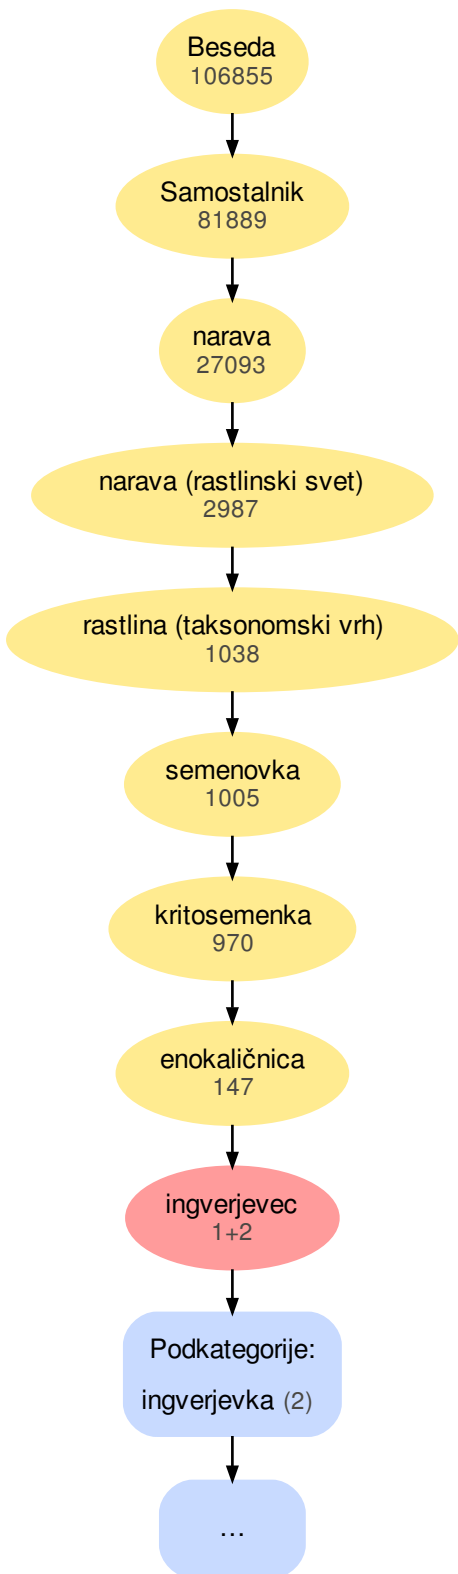 Beseda
106855
Samostalnik
81889
narava
27093
narava (rastlinski svet)
2987
rastlina (taksonomski vrh)
1038
semenovka
1005
kritosemenka
970
enokaličnica
147
ingverjevec
1+2
Podkategorije:
ingverjevka (2)
…